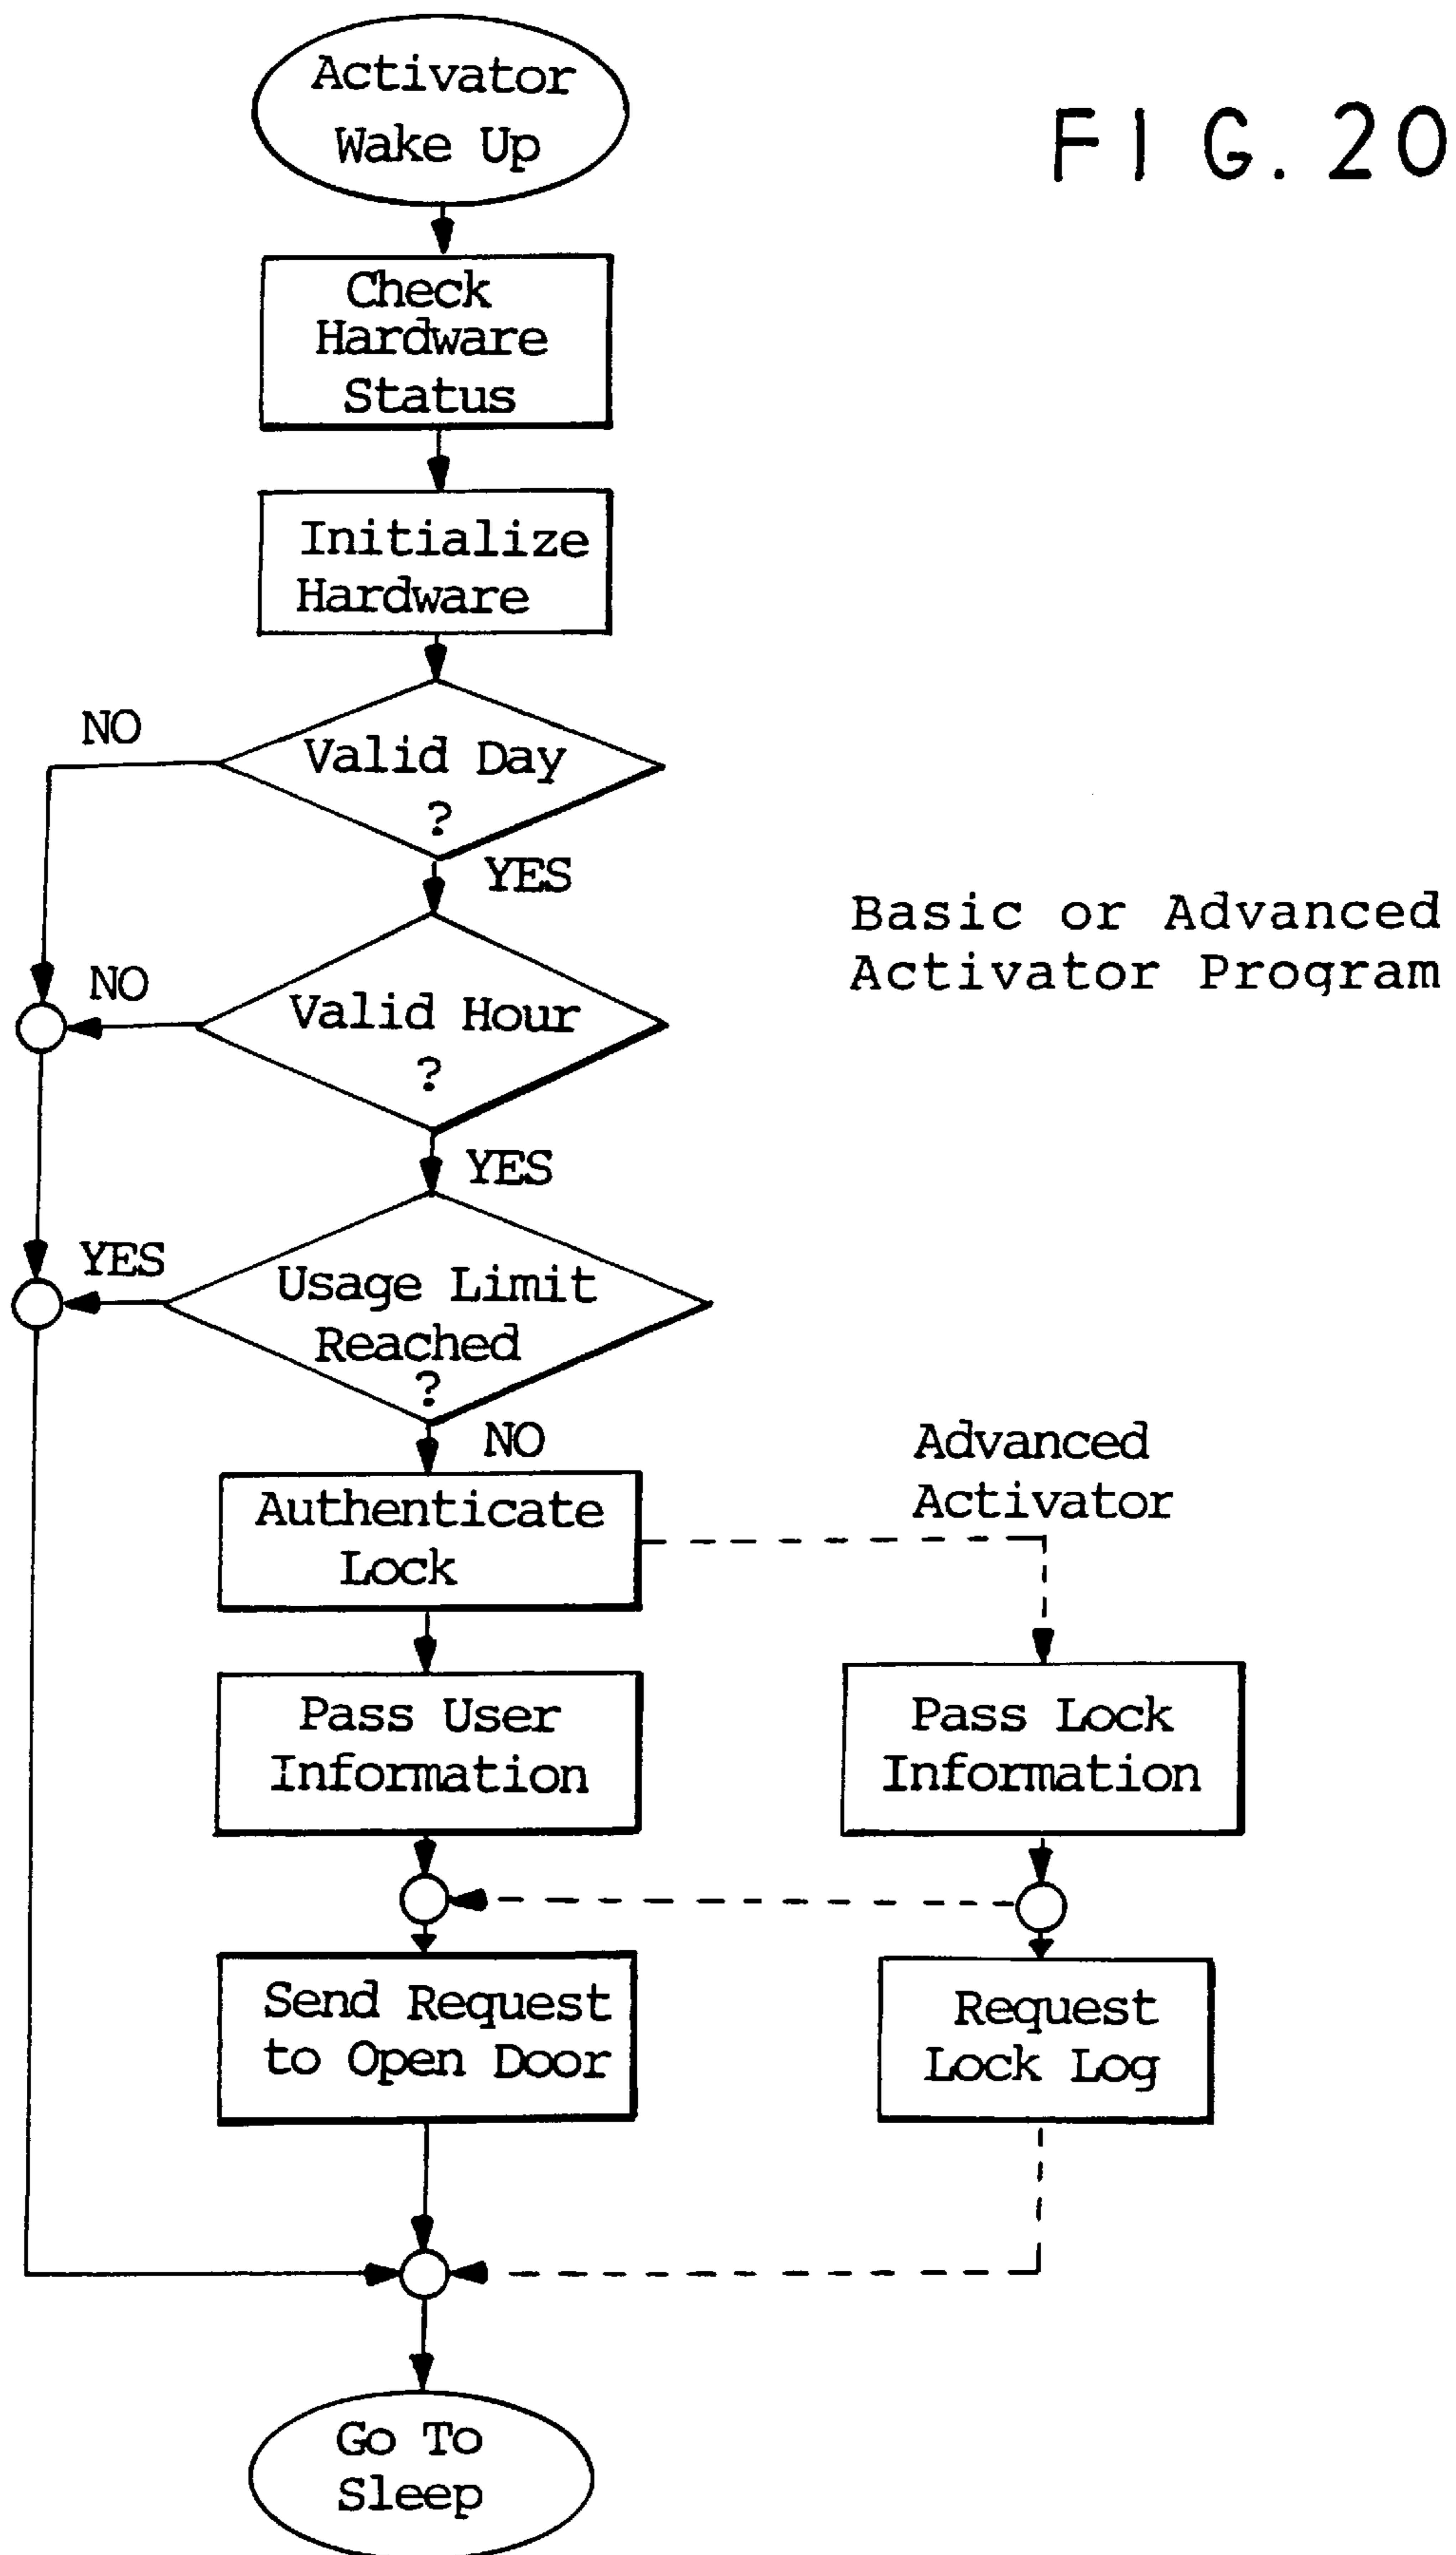 Activator
Wake Up
FIG. 20
Check
Hardware
Status
Initialize
Hardware
NO
Valid Day
?
YES
Basic or Advanced
Activator Program
NO
Valid Hour
?
YES
YES
Usage Limit
Reached
?
NO
Advanced
Activator
Authenticate
Lock
Pass User
Information
Pass Lock
Information
Send Request
to Open Door
Request
Lock Log
Go To
Sleep